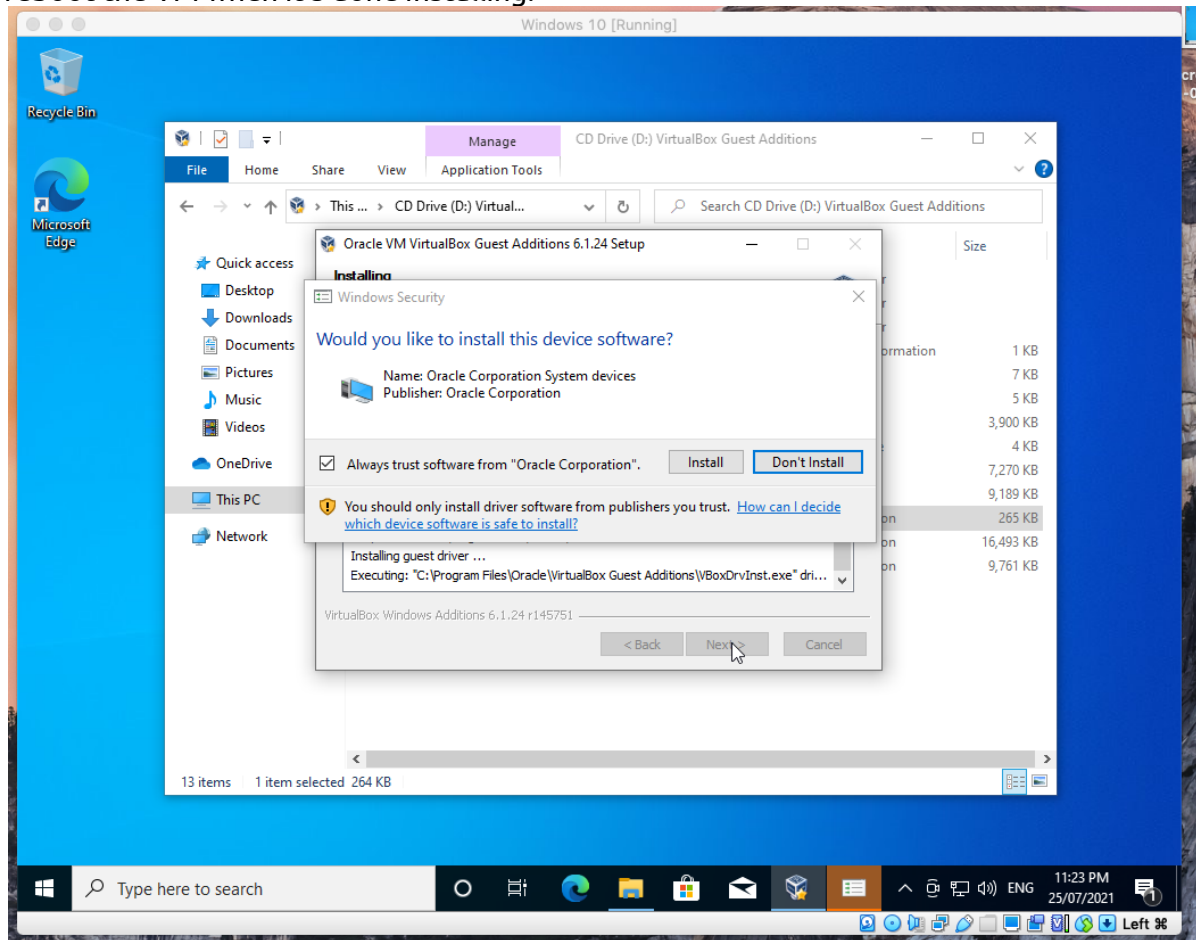 reboot the VM when it's done installing.
Windows 10 [Running]
Recycle Bin
Microsoft
Edge
Manage
CD Drive (D:) VirtualBox Guest Additions
File Home Share View Application Tools
This ... › CD Drive (D:) Virtual...
Search CD Drive (D:) VirtualBox Guest Additions
Size
Quick access
Desktop
Downloads
Documents
Pictures
Music
Videos
OneDrive
This PC
Network
Oracle VM VirtualBox Guest Additions 6.1.24 Setup
Installing
Windows Security
Would you like to install this device software?
Name: Oracle Corporation System devices
Publisher: Oracle Corporation
Always trust software from "Oracle Corporation".
Install
Don't Install
You should only install driver software from publishers you trust. How can I decide
which device software is safe to install?
Installing guest driver ...
Executing: "C:\Program Files\Oracle\VirtualBox Guest Additions\VBoxDrvInst.exe" dri...
VirtualBox Windows Additions 6.1.24 r145751
< Back Next > Cancel
r
r
r
ormation 1 KB
7 KB
5 KB
3,900 KB
4 KB
7,270 KB
9,189 KB
on 265 KB
on 16,493 KB
on 9,761 KB
13 items 1 item selected 264 KB
Type here to search
ENG
11:23 PM
25/07/2021
1
Left ⌘